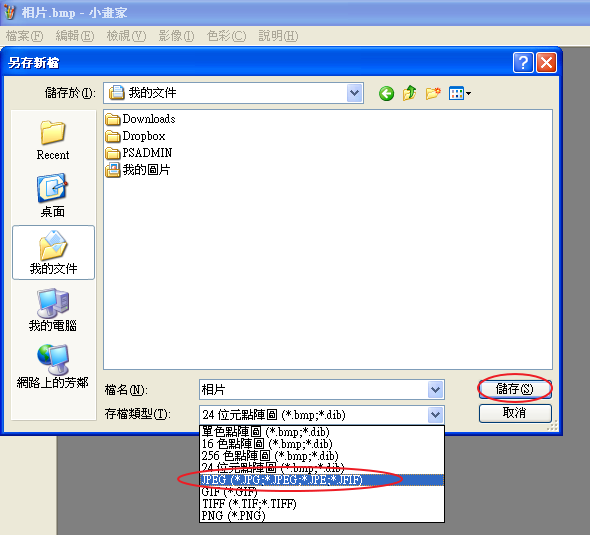 相片.bmp - 小畫家
檔案(F) 編輯(E) 檢視(V) 影像(I) 色彩(C) 說明(H)
另存新檔
儲存於(I): 我的文件
Recent
桌面
我的文件
我的電腦
網路上的芳鄰
Downloads
Dropbox
PSADMIN
我的圖片
檔名(N): 相片 儲存(S)
存檔類型(T): 24 位元點陣圖 (*.bmp;*.dib) 取消
單色點陣圖 (*.bmp;*.dib)
16 色點陣圖 (*.bmp;*.dib)
256 色點陣圖 (*.bmp;*.dib)
24 位元點陣圖 (*.bmp;*.dib)
JPEG (*.JPG;*.JPEG;*.JPE;*.JFIF)
GIF (*.GIF)
TIFF (*.TIF;*.TIFF)
PNG (*.PNG)